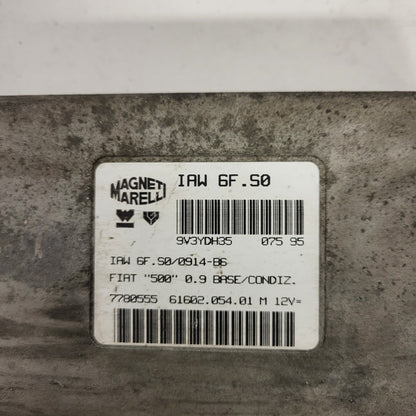 MAGNETI
MARELLI
IAW 6F.S0
9V3YDH35 075 95
IAW 6F.S0/0914-B6
FIAT "500" 0.9 BASE/CONDIZ.
7780555 61602.054.01 M 12V=